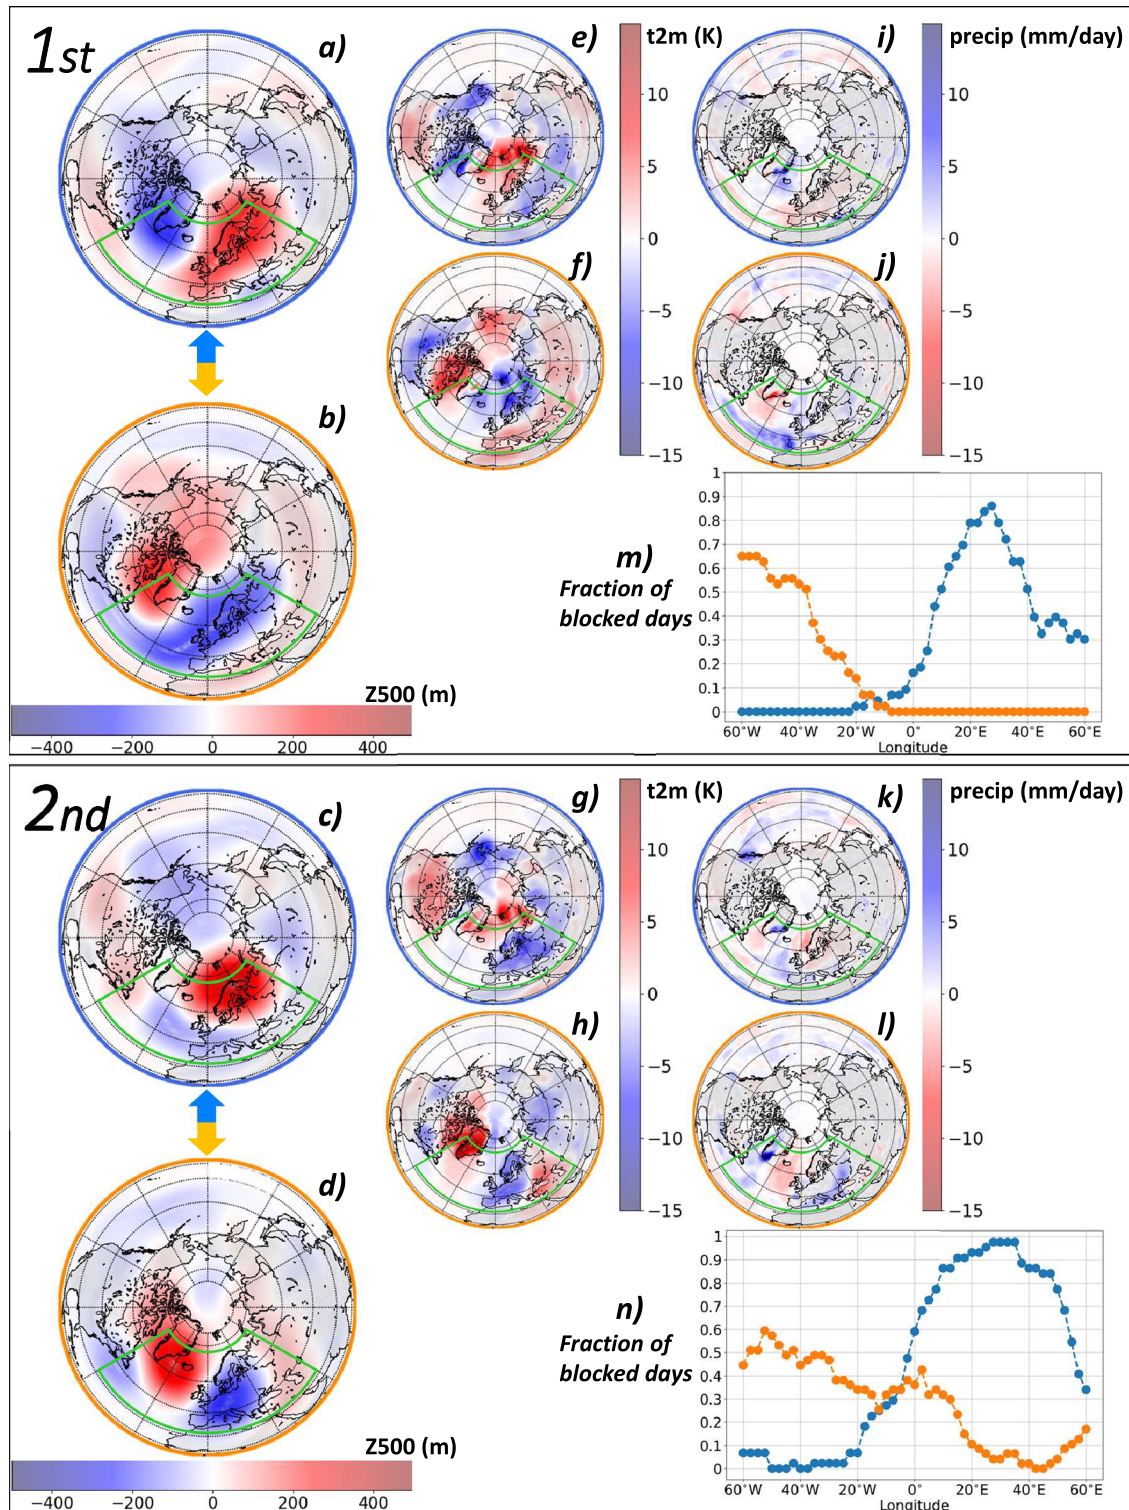 1st
a)
e)
t2m (K)
i)
precip (mm/day)
10
5
0
−5
−10
−15
10
5
0
−5
−10
−15
f)
j)
b)
m)
Fraction of
blocked days
1
0.9
0.8
0.7
0.6
0.5
0.4
0.3
0.2
0.1
0
60°W 40°W 20°W 0° 20°E 40°E 60°E
Longitude
Z500 (m)
−400 −200 0 200 400
2nd
c)
g)
t2m (K)
k)
precip (mm/day)
10
5
0
−5
−10
−15
10
5
0
−5
−10
−15
h)
l)
d)
n)
Fraction of
blocked days
1
0.9
0.8
0.7
0.6
0.5
0.4
0.3
0.2
0.1
0
60°W 40°W 20°W 0° 20°E 40°E 60°E
Longitude
Z500 (m)
−400 −200 0 200 400